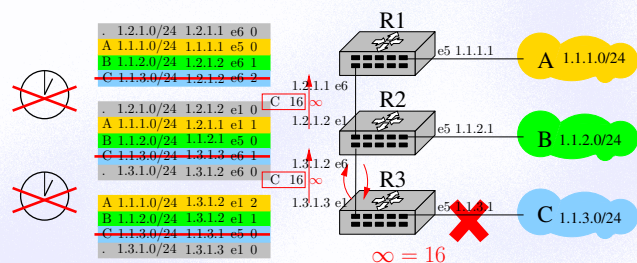 . 1.2.1.0/24 1.2.1.1 e6 0
A 1.1.1.0/24 1.1.1.1 e5 0
B 1.1.2.0/24 1.2.1.2 e6 1
C 1.1.3.0/24 1.2.1.2 e6 2
. 1.2.1.0/24 1.2.1.2 e1 0
A 1.1.1.0/24 1.2.1.1 e1 1
B 1.1.2.0/24 1.1.2.1 e5 0
C 1.1.3.0/24 1.3.1.3 e6 1
. 1.3.1.0/24 1.3.1.2 e6 0
A 1.1.1.0/24 1.3.1.2 e1 2
B 1.1.2.0/24 1.3.1.2 e1 1
C 1.1.3.0/24 1.1.3.1 e5 0
. 1.3.1.0/24 1.3.1.3 e1 0
R1
e5 1.1.1.1
A 1.1.1.0/24
1.2.1.1 e6
C 16 ∞
1.2.1.2 e1
R2
e5 1.1.2.1
B 1.1.2.0/24
1.3.1.2 e6
C 16 ∞
1.3.1.3 e1
R3
e5 1.1.3.1
C 1.1.3.0/24
∞ = 16